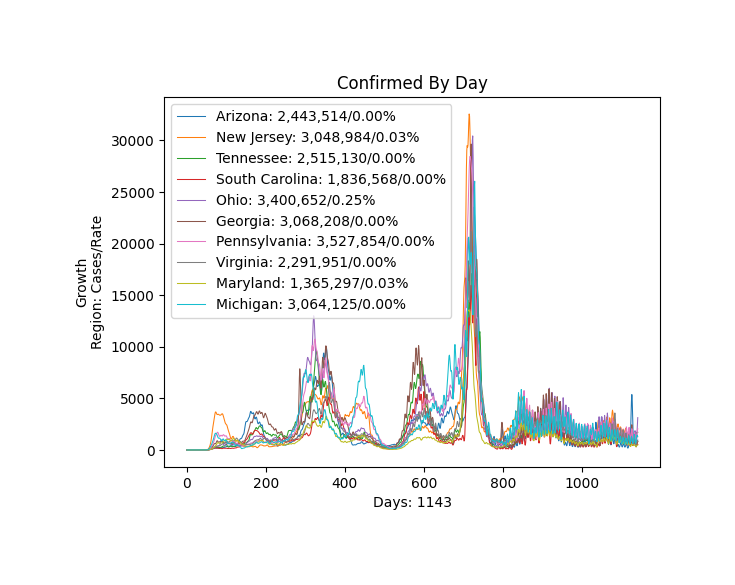 Confirmed By Day
Arizona: 2,443,514/0.00%
New Jersey: 3,048,984/0.03%
Tennessee: 2,515,130/0.00%
South Carolina: 1,836,568/0.00%
Ohio: 3,400,652/0.25%
Georgia: 3,068,208/0.00%
Pennsylvania: 3,527,854/0.00%
Virginia: 2,291,951/0.00%
Maryland: 1,365,297/0.03%
Michigan: 3,064,125/0.00%
Growth
Region: Cases/Rate
30000
25000
20000
15000
10000
5000
0
0 200 400 600 800 1000
Days: 1143